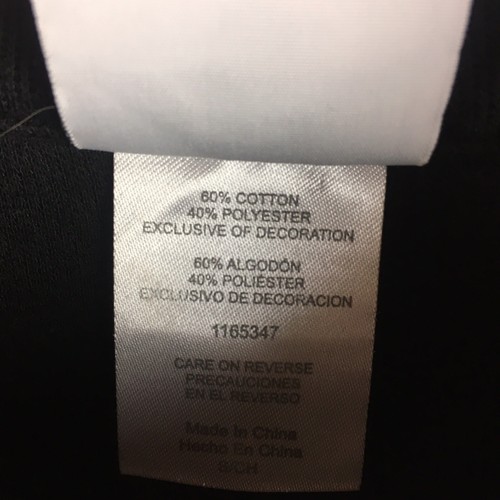 60% COTTON
40% POLYESTER
EXCLUSIVE OF DECORATION
60% ALGODÓN
40% POLIÉSTER
EXCLUSIVO DE DECORACION
1165347
CARE ON REVERSE
PRECAUCIONES
EN EL REVERSO
Made In China
Hecho En China
S/CH